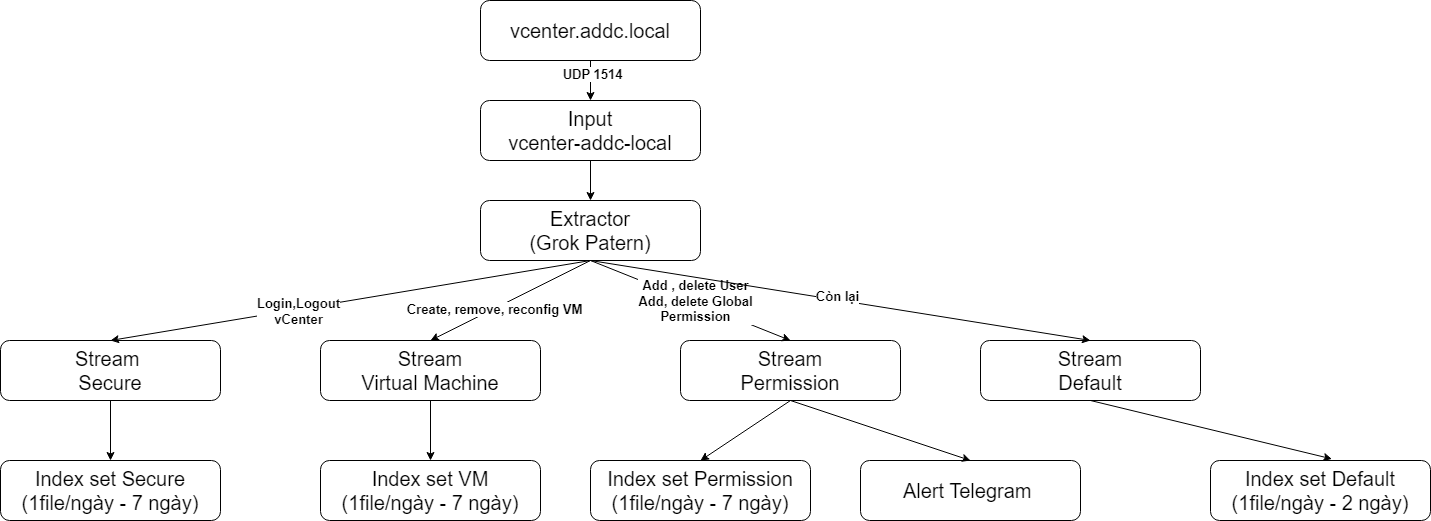 vcenter.addc.local
UDP 1514
Input
vcenter-addc-local
Extractor
(Grok Patern)
Login,Logout
vCenter
Create, remove, reconfig VM
Add , delete User
Add, delete Global
Permission
Còn lại
Stream
Secure
Stream
Virtual Machine
Stream
Permission
Stream
Default
Index set Secure
(1file/ngày - 7 ngày)
Index set VM
(1file/ngày - 7 ngày)
Index set Permission
(1file/ngày - 7 ngày)
Alert Telegram
Index set Default
(1file/ngày - 2 ngày)